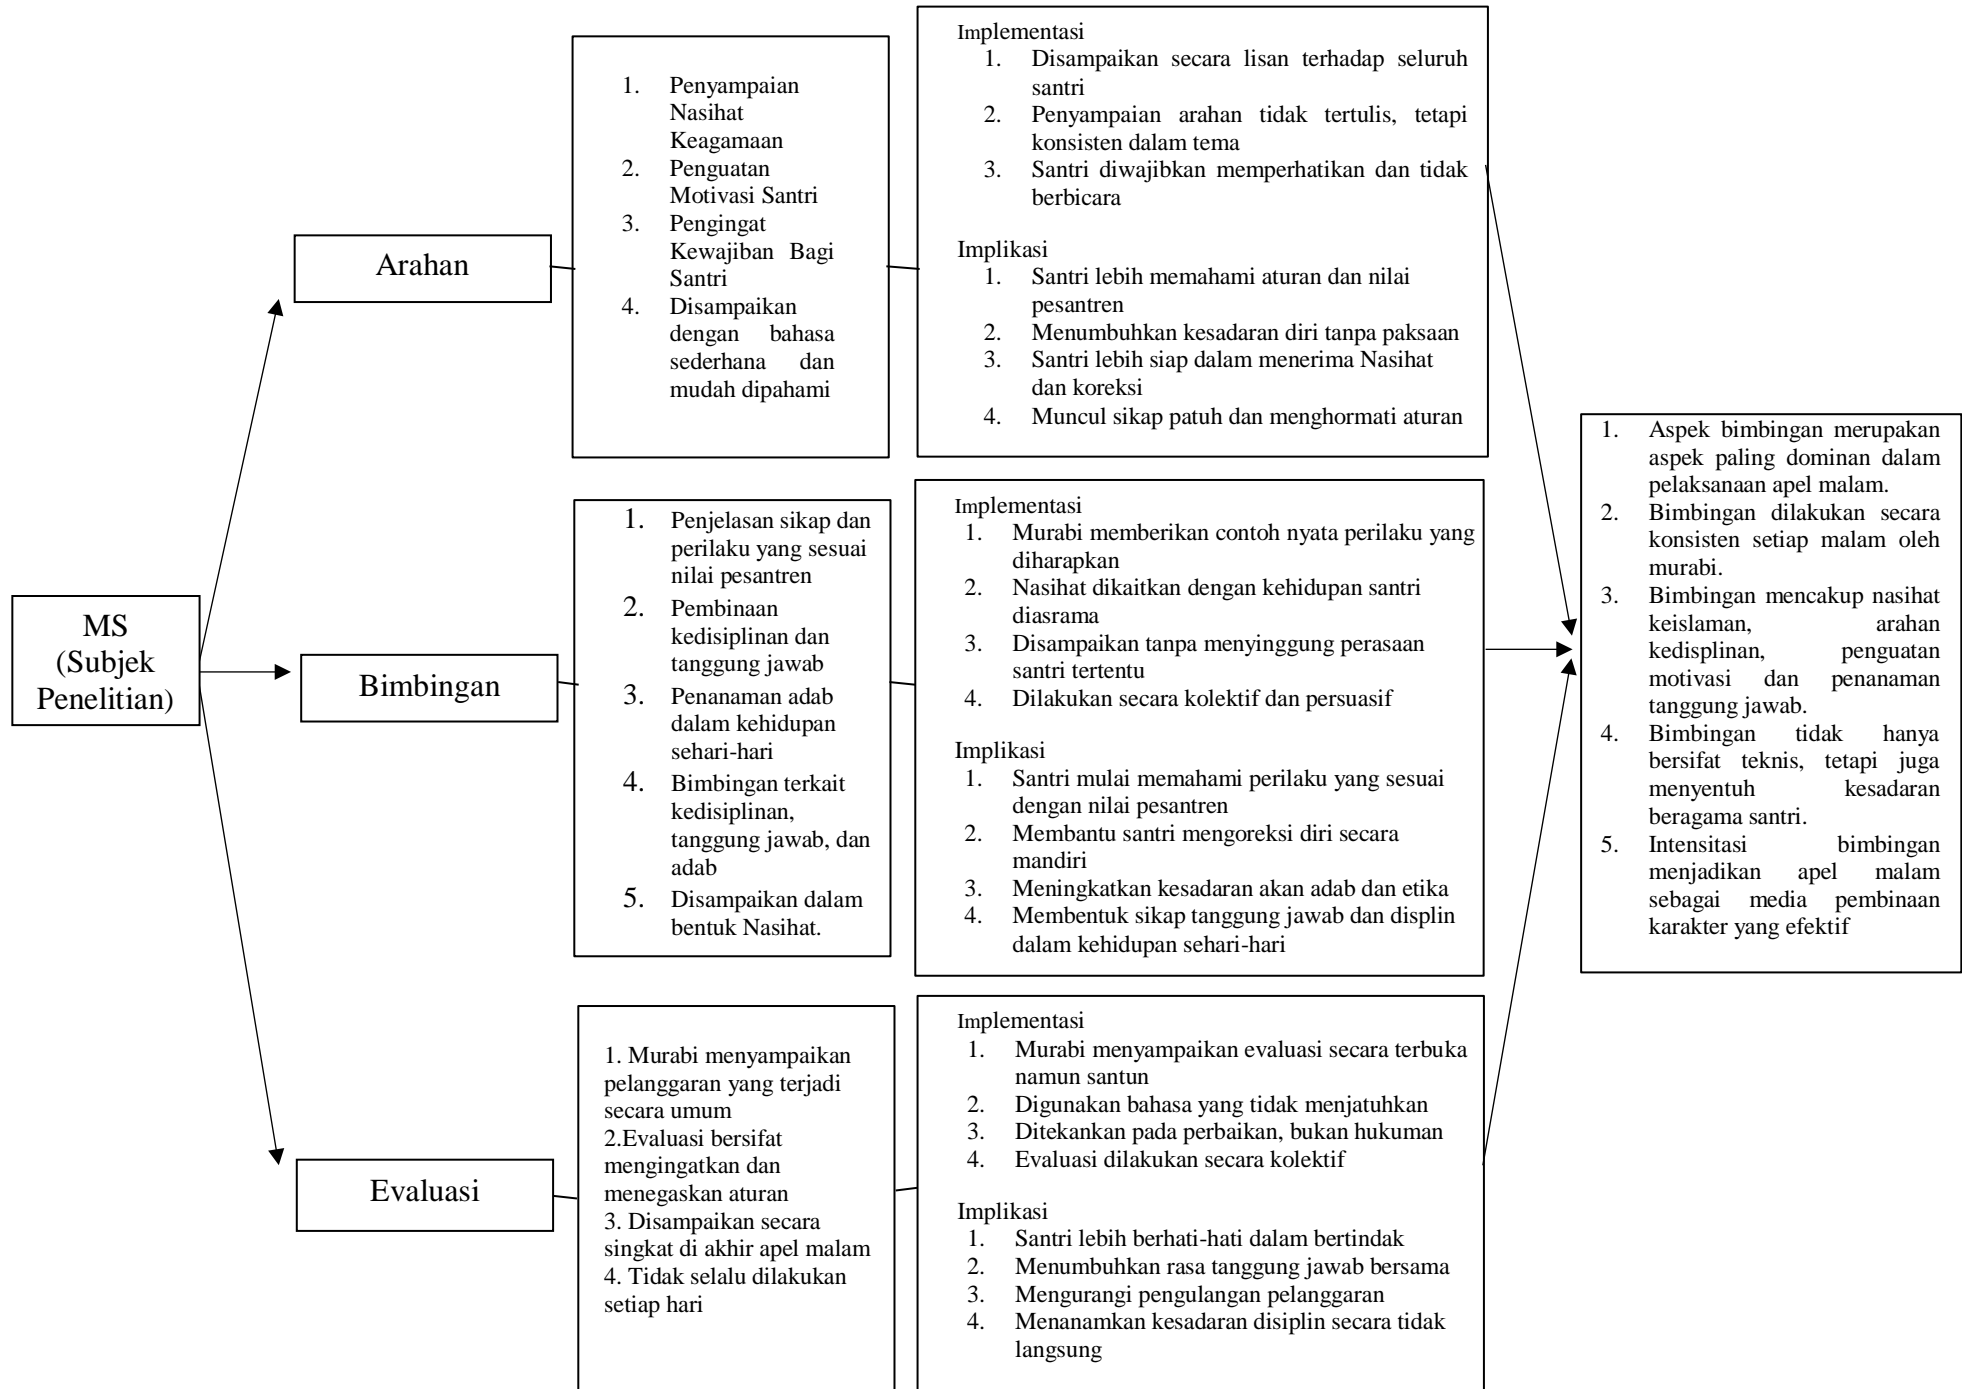 MS
(Subjek
Penelitian)
Arahan
1. Penyampaian
Nasihat
Keagamaan
2. Penguatan
Motivasi Santri
3. Pengingat
Kewajiban Bagi
Santri
4. Disampaikan
dengan bahasa
sederhana dan
mudah dipahami
Implementasi
1. Disampaikan secara lisan terhadap seluruh
santri
2. Penyampaian arahan tidak tertulis, tetapi
konsisten dalam tema
3. Santri diwajibkan memperhatikan dan tidak
berbicara
Implikasi
1. Santri lebih memahami aturan dan nilai
pesantren
2. Menumbuhkan kesadaran diri tanpa paksaan
3. Santri lebih siap dalam menerima Nasihat
dan koreksi
4. Muncul sikap patuh dan menghormati aturan
Bimbingan
1. Penjelasan sikap dan
perilaku yang sesuai
nilai pesantren
2. Pembinaan
kedisiplinan dan
tanggung jawab
3. Penanaman adab
dalam kehidupan
sehari-hari
4. Bimbingan terkait
kedisiplinan,
tanggung jawab, dan
adab
5. Disampaikan dalam
bentuk Nasihat.
Implementasi
1. Murabi memberikan contoh nyata perilaku yang
diharapkan
2. Nasihat dikaitkan dengan kehidupan santri
diasrama
3. Disampaikan tanpa menyinggung perasaan
santri tertentu
4. Dilakukan secara kolektif dan persuasif
Implikasi
1. Santri mulai memahami perilaku yang sesuai
dengan nilai pesantren
2. Membantu santri mengoreksi diri secara
mandiri
3. Meningkatkan kesadaran akan adab dan etika
4. Membentuk sikap tanggung jawab dan displin
dalam kehidupan sehari-hari
Evaluasi
1. Murabi menyampaikan
pelanggaran yang terjadi
secara umum
2.Evaluasi bersifat
mengingatkan dan
menegaskan aturan
3. Disampaikan secara
singkat di akhir apel malam
4. Tidak selalu dilakukan
setiap hari
Implementasi
1. Murabi menyampaikan evaluasi secara terbuka
namun santun
2. Digunakan bahasa yang tidak menjatuhkan
3. Ditekankan pada perbaikan, bukan hukuman
4. Evaluasi dilakukan secara kolektif
Implikasi
1. Santri lebih berhati-hati dalam bertindak
2. Menumbuhkan rasa tanggung jawab bersama
3. Mengurangi pengulangan pelanggaran
4. Menanamkan kesadaran disiplin secara tidak
langsung
1. Aspek bimbingan merupakan
aspek paling dominan dalam
pelaksanaan apel malam.
2. Bimbingan dilakukan secara
konsisten setiap malam oleh
murabi.
3. Bimbingan mencakup nasihat
keislaman, arahan
kedisplinan, penguatan
motivasi dan penanaman
tanggung jawab.
4. Bimbingan tidak hanya
bersifat teknis, tetapi juga
menyentuh kesadaran
beragama santri.
5. Intensitasi bimbingan
menjadikan apel malam
sebagai media pembinaan
karakter yang efektif